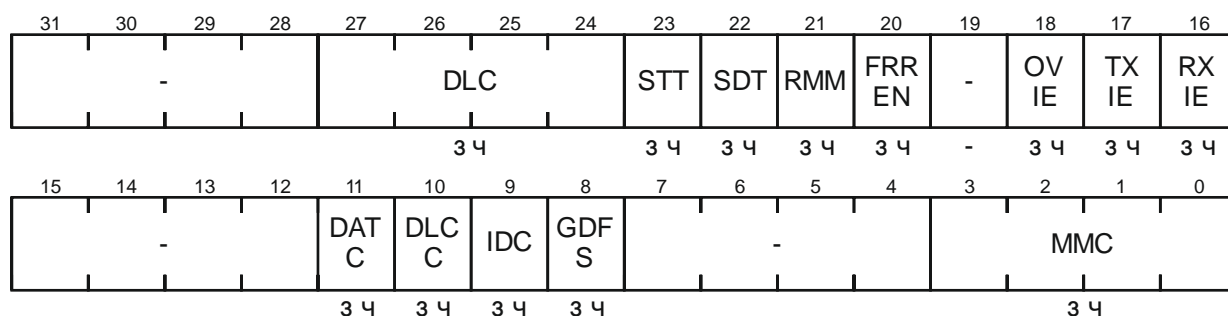 31 30 29 28 27 26 25 24 23 22 21 20 19 18 17 16
- DLC STT SDT RMM FRR EN - OV IE TX IE RX IE
З Ч З Ч З Ч З Ч З Ч - З Ч З Ч З Ч
15 14 13 12 11 10 9 8 7 6 5 4 3 2 1 0
- DAT C DLC C IDC GDF S - MMC
З Ч З Ч З Ч З Ч З Ч